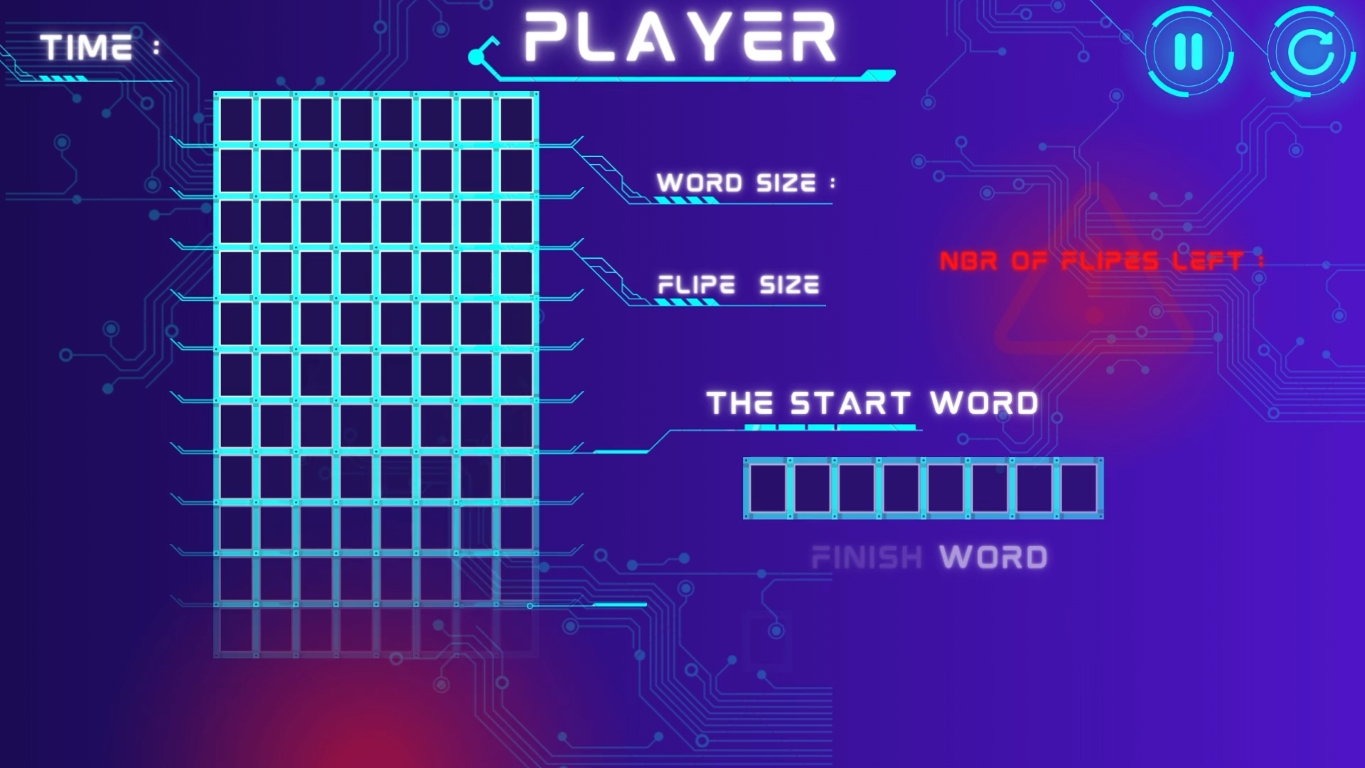 PLAYER
TIME :
WORD SIZE :
NBR OF FLIPES LEFT :
FLIPE SIZE
THE START WORD
FINISH WORD